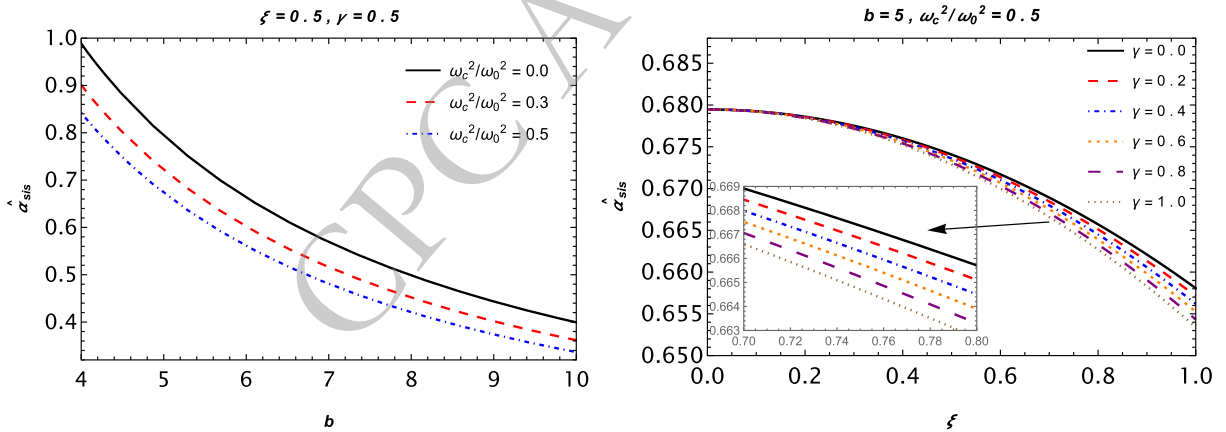 ξ = 0.5 , γ = 0.5
1.0
0.9
0.8
0.7
0.6
0.5
0.4
α̂sis
4
5
6
7
8
9
10
b
ωc²/ω0² = 0.0
ωc²/ω0² = 0.3
ωc²/ω0² = 0.5
CPC A
b = 5 , ωc²/ω0² = 0.5
0.685
0.680
0.675
0.670
0.665
0.660
0.655
0.650
α̂sis
0.0
0.2
0.4
0.6
0.8
1.0
ξ
γ = 0.0
γ = 0.2
γ = 0.4
γ = 0.6
γ = 0.8
γ = 1.0
0.669
0.668
0.667
0.666
0.665
0.664
0.663
0.70
0.72
0.74
0.76
0.78
0.80